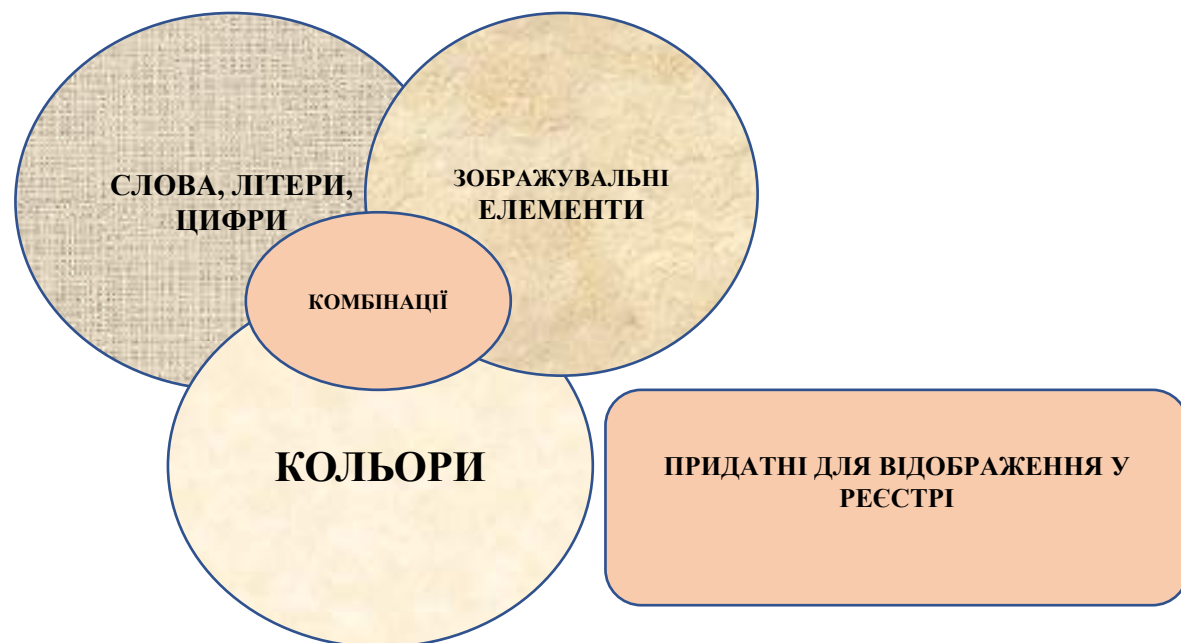 СЛОВА, ЛІТЕРИ,
ЦИФРИ
ЗОБРАЖУВАЛЬНІ
ЕЛЕМЕНТИ
КОМБІНАЦІЇ
КОЛЬОРИ
ПРИДАТНІ ДЛЯ ВІДОБРАЖЕННЯ У
РЕЄСТРІ